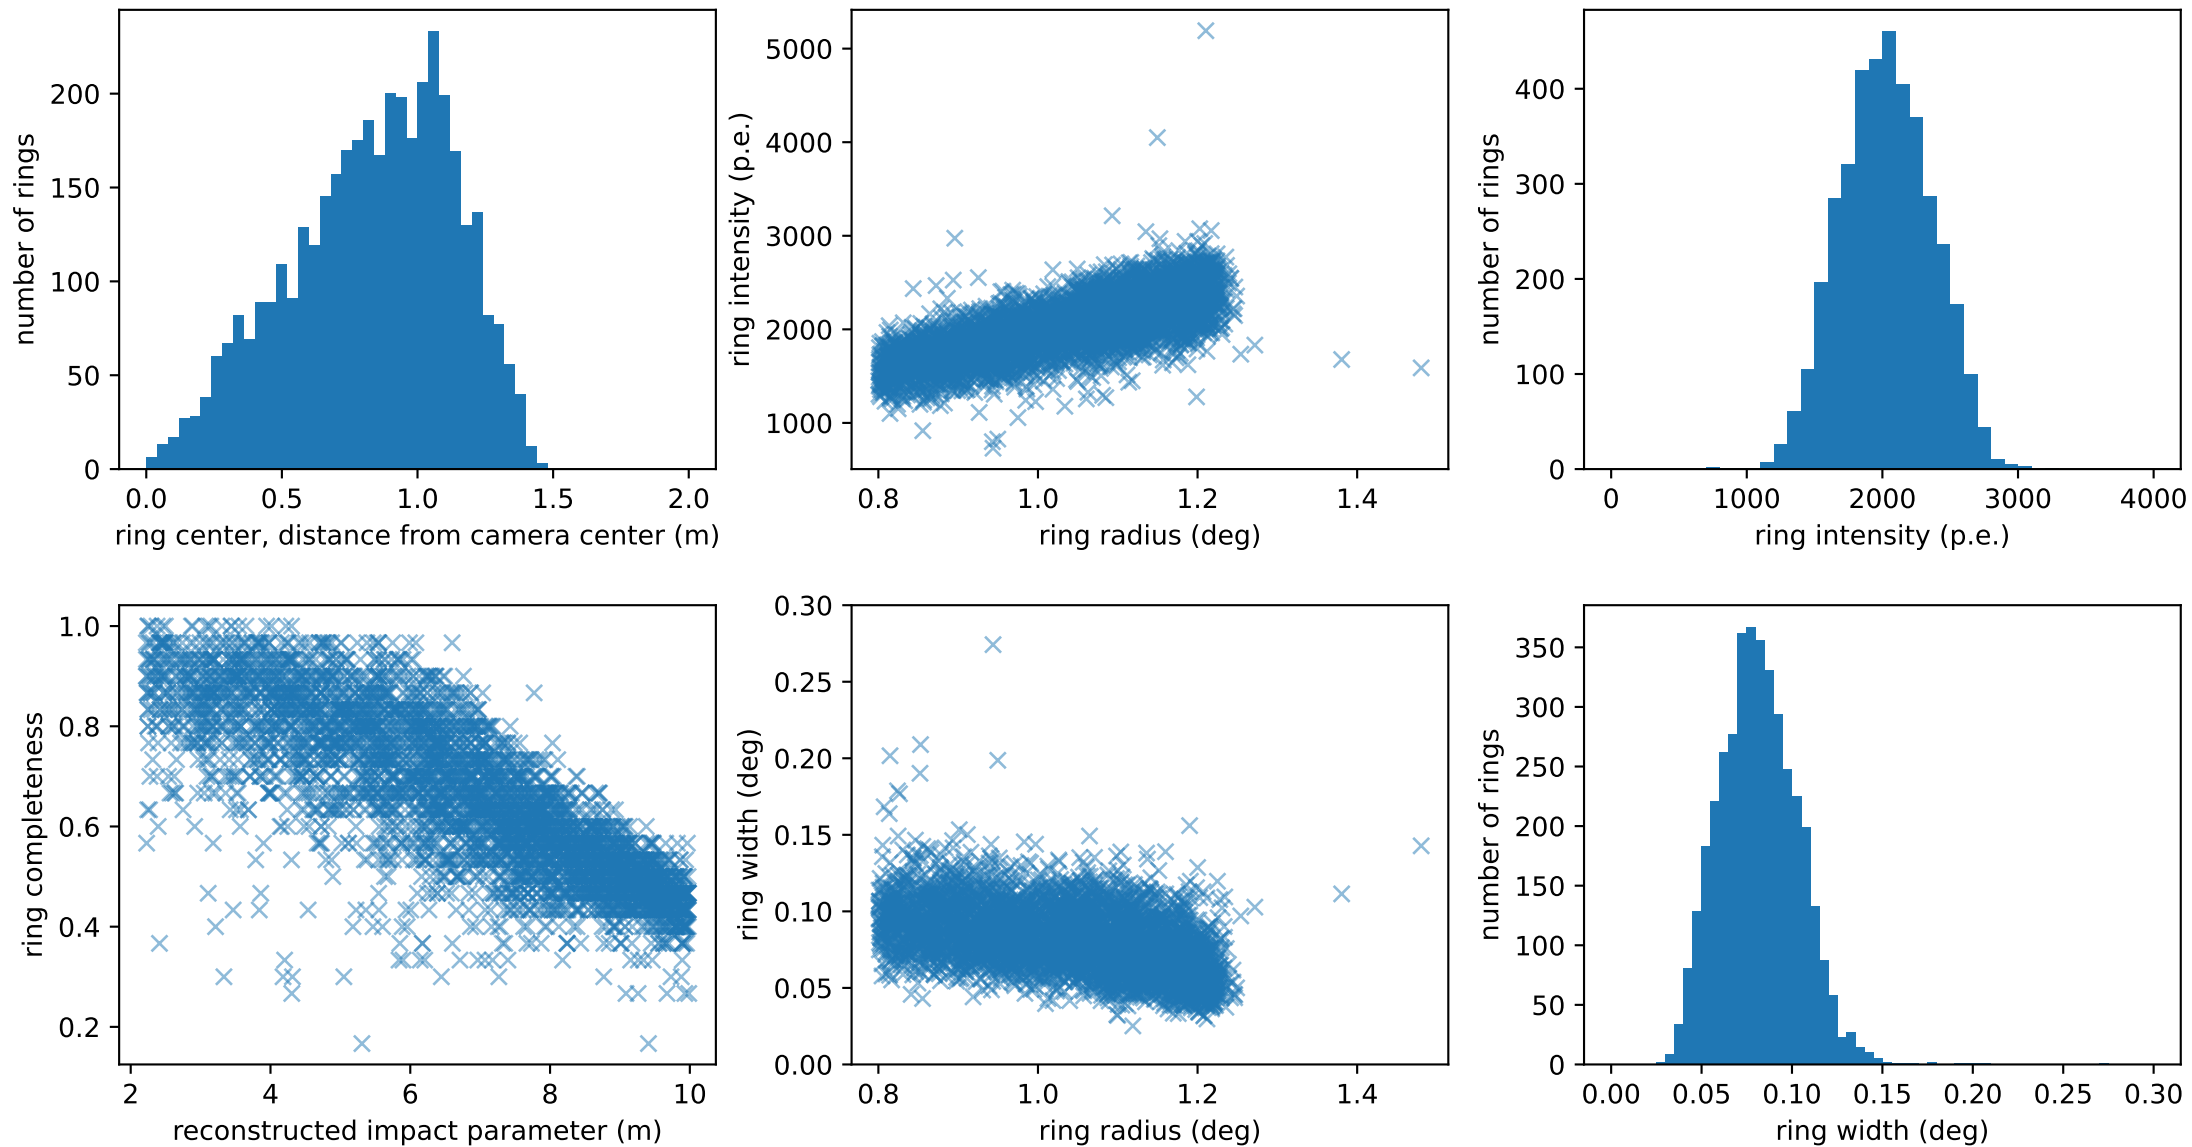 number of rings
200
150
100
50
0
0.0 0.5 1.0 1.5 2.0
ring center, distance from camera center (m)
ring intensity (p.e.)
5000
4000
3000
2000
1000
0.8 1.0 1.2 1.4
ring radius (deg)
number of rings
400
300
200
100
0
0 1000 2000 3000 4000
ring intensity (p.e.)
ring completeness
1.0
0.8
0.6
0.4
0.2
2 4 6 8 10
reconstructed impact parameter (m)
ring width (deg)
0.30
0.25
0.20
0.15
0.10
0.05
0.00
0.8 1.0 1.2 1.4
ring radius (deg)
number of rings
350
300
250
200
150
100
50
0
0.00 0.05 0.10 0.15 0.20 0.25 0.30
ring width (deg)